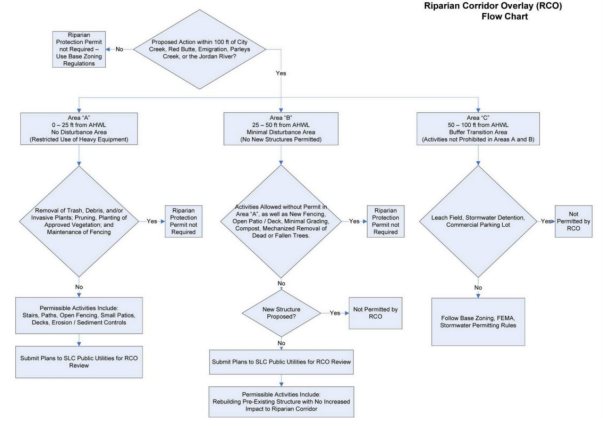 Riparian Corridor Overlay (RCO)
Flow Chart
Riparian
Protection Permit
not Required –
Use Base Zoning
Regulations
No
Proposed Action within 100 ft of City
Creek, Red Butte, Emigration, Parleys
Creek, or the Jordan River?
Yes
Area "A"
0 – 25 ft from AHWL
No Disturbance Area
(Restricted Use of Heavy Equipment)
Area "B"
25 – 50 ft from AHWL
Minimal Disturbance Area
(No New Structures Permitted)
Area "C"
50 – 100 ft from AHWL
Buffer Transition Area
(Activities not Prohibited in Areas A and B)
Removal of Trash, Debris, and/or
Invasive Plants; Pruning, Planting of
Approved Vegetation; and
Maintenance of Fencing
Yes
Riparian
Protection
Permit not
Required
No
Permissible Activities Include:
Stairs, Paths, Open Fencing, Small Patios,
Decks, Erosion / Sediment Controls
Submit Plans to SLC Public Utilities for RCO
Review
Activities Allowed without Permit in
Area "A", as well as New Fencing,
Open Patio / Deck, Minimal Grading,
Compost, Mechanized Removal of
Dead or Fallen Trees.
Yes
Riparian
Protection
Permit not
Required
No
New Structure
Proposed?
Yes
Not Permitted by
RCO
No
Submit Plans to SLC Public Utilities for RCO Review
Permissible Activities Include:
Rebuilding Pre-Existing Structure with No Increased
Impact to Riparian Corridor
Leach Field, Stormwater Detention,
Commercial Parking Lot
Yes
Not
Permitted by
RCO
No
Follow Base Zoning, FEMA,
Stormwater Permitting Rules